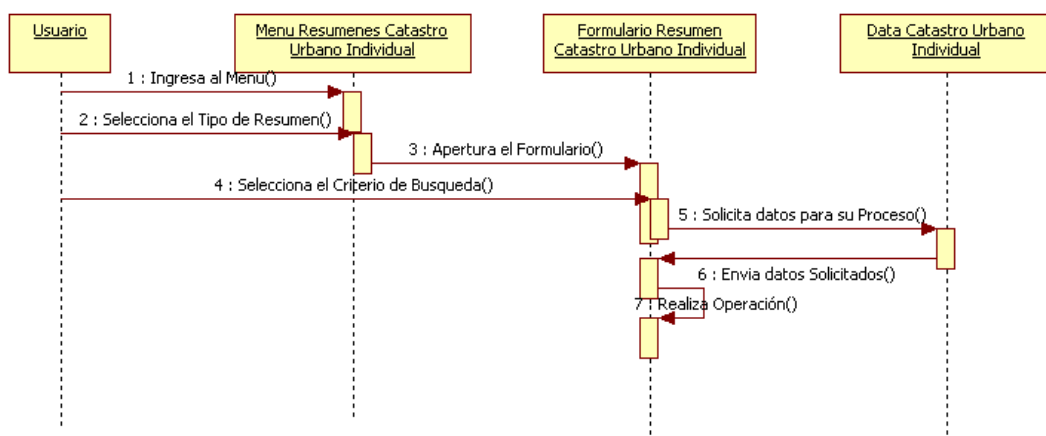 Usuario
Menu Resumenes Catastro
Urbano Individual
Formulario Resumen
Catastro Urbano Individual
Data Catastro Urbano
Individual
1 : Ingresa al Menu()
2 : Selecciona el Tipo de Resumen()
3 : Apertura el Formulario()
4 : Selecciona el Criterio de Busqueda()
5 : Solicita datos para su Proceso()
6 : Envia datos Solicitados()
7 : Realiza Operación()